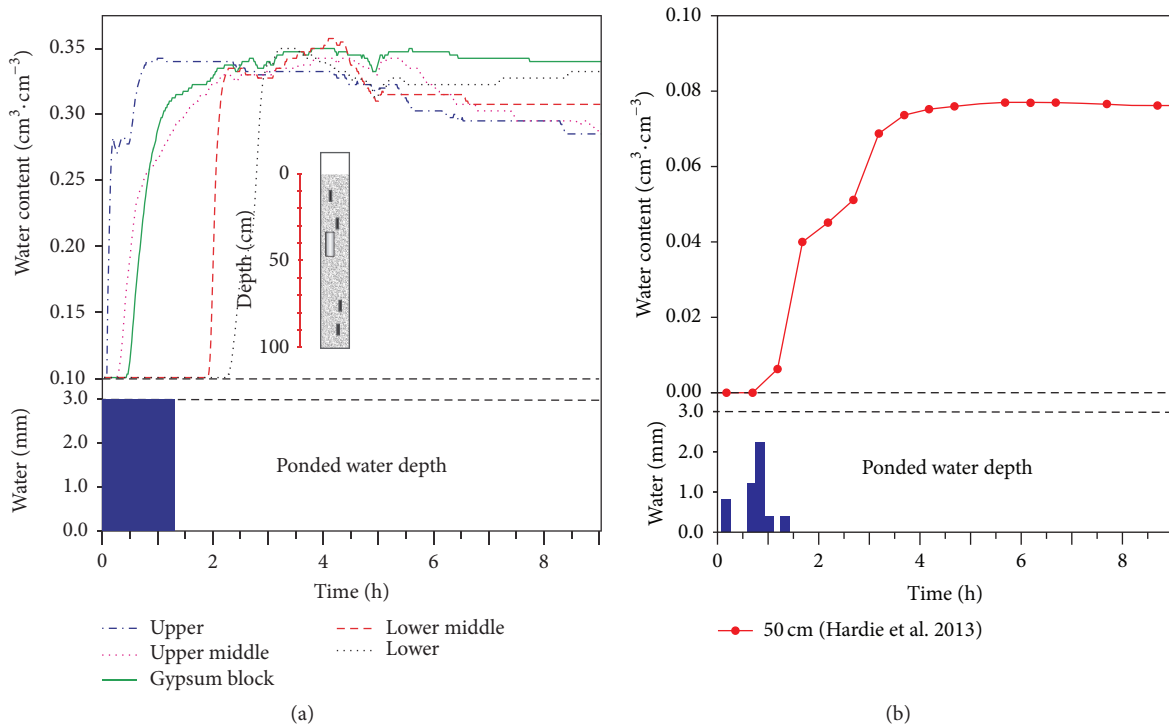 0.35
0.30
0.25
0.20
0.15
0.10
Water content (cm³·cm⁻³)
0
50
100
Depth (cm)
3.0
2.0
1.0
0.0
Water (mm)
Ponded water depth
0 2 4 6 8
Time (h)
Upper
Upper middle
Gypsum block
Lower middle
Lower
(a)
0.10
0.08
0.06
0.04
0.02
0.00
Water content (cm³·cm⁻³)
3.0
2.0
1.0
0.0
Water (mm)
Ponded water depth
0 2 4 6 8
Time (h)
50 cm (Hardie et al. 2013)
(b)